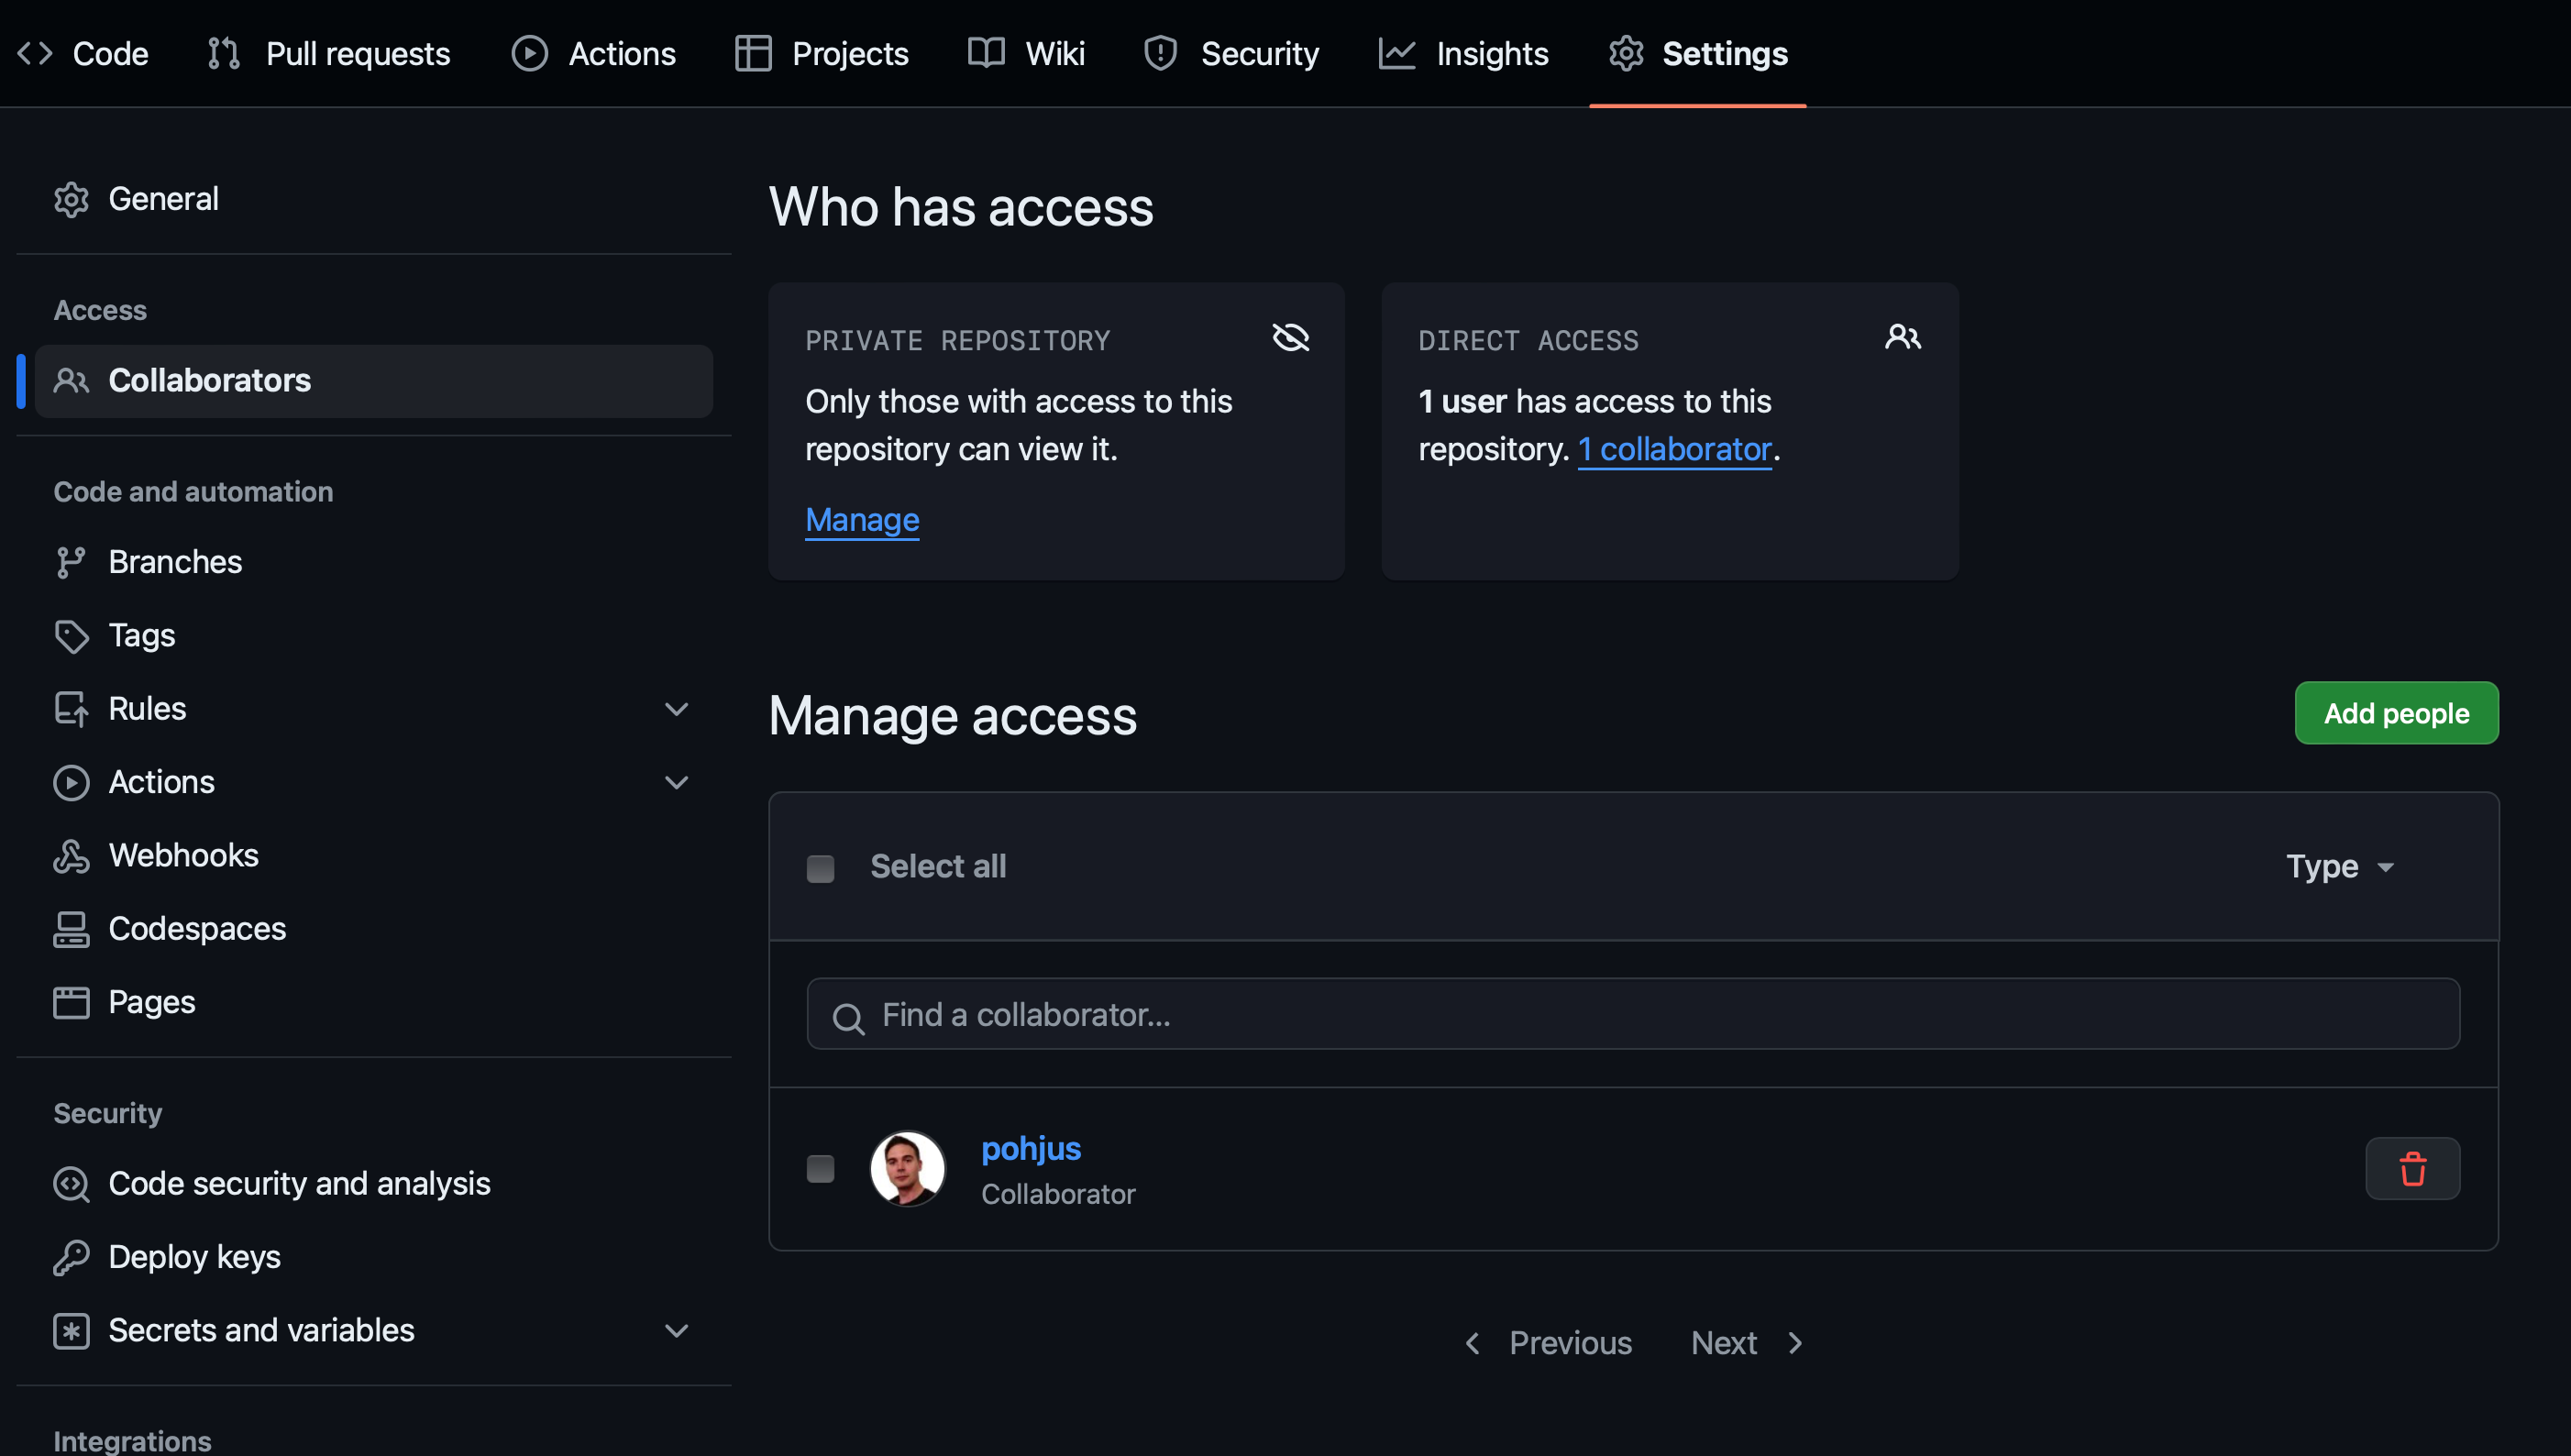 Code Pull requests Actions Projects Wiki Security Insights Settings
General
Access
Collaborators
Code and automation
Branches
Tags
Rules
Actions
Webhooks
Codespaces
Pages
Security
Code security and analysis
Deploy keys
Secrets and variables
Integrations
Who has access
PRIVATE REPOSITORY
Only those with access to this
repository can view it.
Manage
DIRECT ACCESS
1 user has access to this
repository. 1 collaborator.
Manage access
Add people
Select all
Type
Find a collaborator...
pohjus
Collaborator
Previous Next